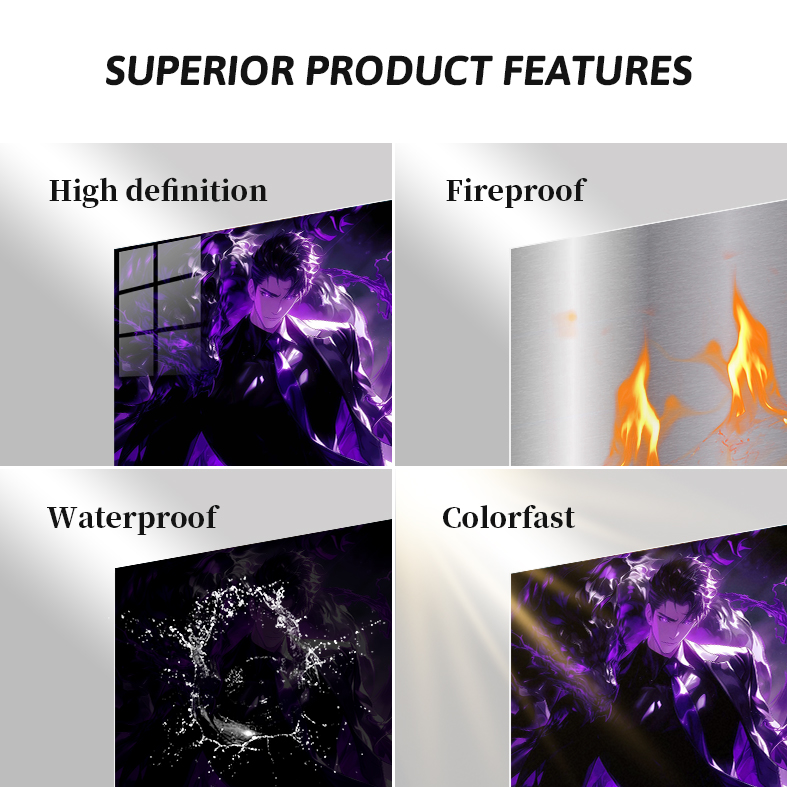 SUPERIOR PRODUCT FEATURES
High definition
Fireproof
Waterproof
Colorfast